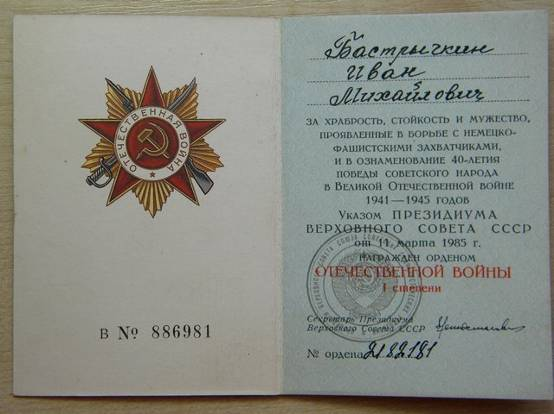 ОТЕЧЕСТВЕННАЯ ВОЙНА
В № 886981
Бастрычкин
Иван
Михайлович
ЗА ХРАБРОСТЬ, СТОЙКОСТЬ И МУЖЕСТВО,
ПРОЯВЛЕННЫЕ В БОРЬБЕ С НЕМЕЦКО-
ФАШИСТСКИМИ ЗАХВАТЧИКАМИ,
И В ОЗНАМЕНОВАНИЕ 40-ЛЕТИЯ
ПОБЕДЫ СОВЕТСКОГО НАРОДА
В ВЕЛИКОЙ ОТЕЧЕСТВЕННОЙ ВОЙНЕ
1941—1945 ГОДОВ
УКАЗОМ ПРЕЗИДИУМА
ВЕРХОВНОГО СОВЕТА СССР
от 11 марта 1985 г.
НАГРАЖДЕН ОРДЕНОМ
ОТЕЧЕСТВЕННОЙ ВОЙНЫ
I степени
Секретарь Президиума
Верховного Совета СССР
№ ордена 2182181